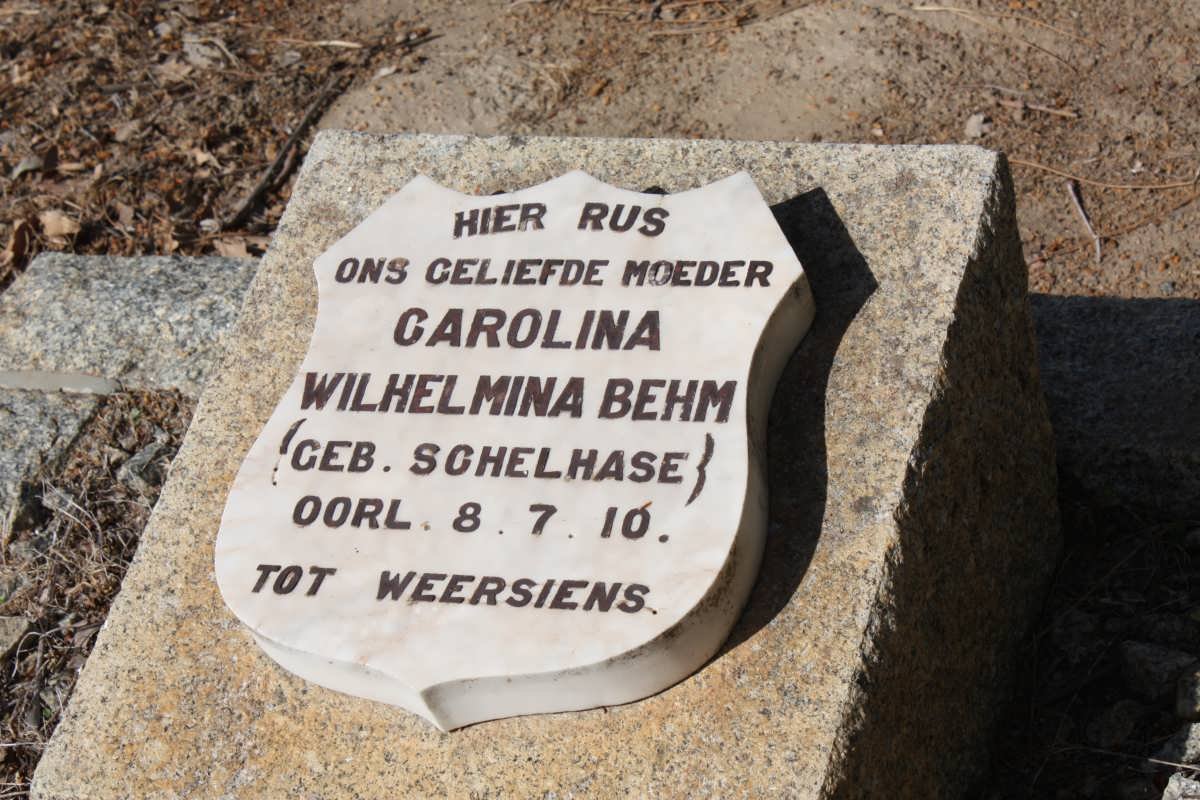 HIER RUS
ONS GELIEFDE MOEDER
CAROLINA
WILHELMINA BEHM
(GEB. SCHELHASE)
OORL. 8.7.10.
TOT WEERSIENS